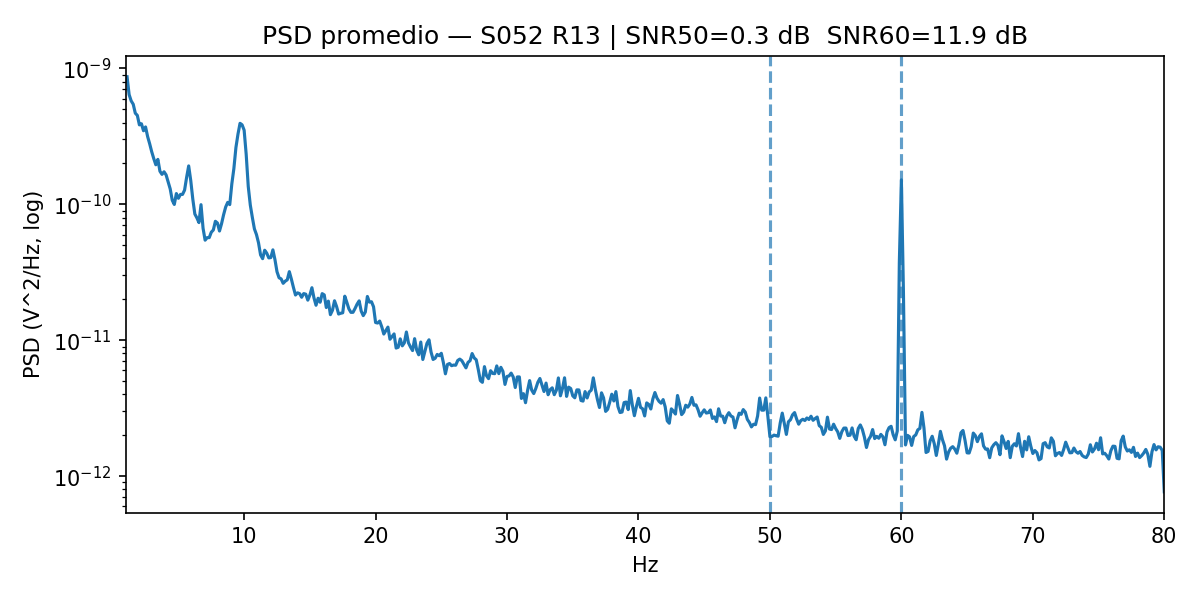 PSD promedio — S052 R13 | SNR50=0.3 dB  SNR60=11.9 dB
PSD (V^2/Hz, log)
10⁻⁹
10⁻¹⁰
10⁻¹¹
10⁻¹²
10 20 30 40 50 60 70 80
Hz